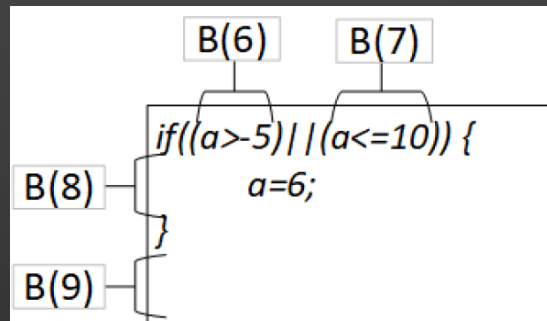 B(6) B(7)
if((a>-5)||(a<=10)) {
B(8) a=6;
}
B(9)